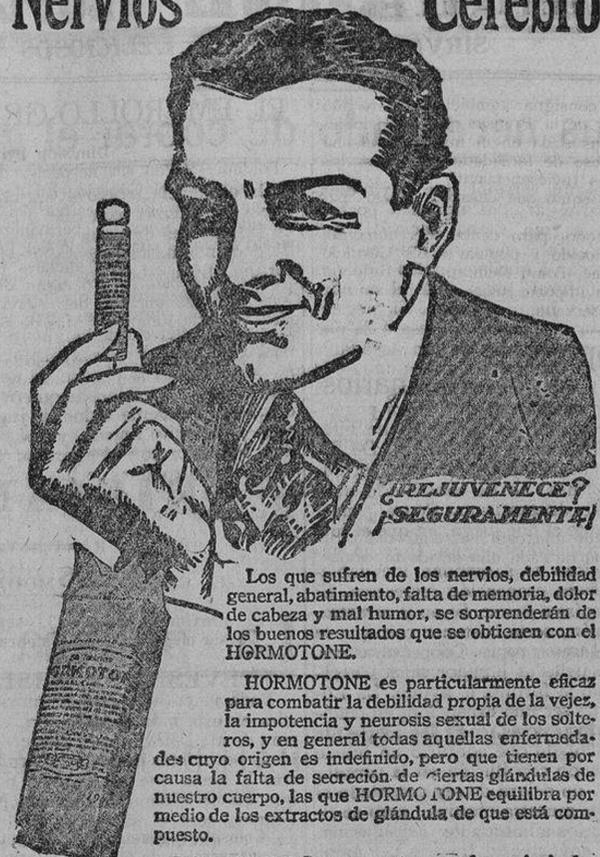 Nervios Cerebro
¿REJUVENECE?
¡SEGURAMENTE!
Los que sufren de los nervios, debilidad
general, abatimiento, falta de memoria, dolor
de cabeza y mal humor, se sorprenderán de
los buenos resultados que se obtienen con el
HORMOTONE.
HORMOTONE es particularmente eficaz
para combatir la debilidad propia de la vejez,
la impotencia y neurosis sexual de los solte-
ros, y en general todas aquellas enfermeda-
des cuyo origen es indefinido, pero que tienen por
causa la falta de secreción de ciertas glándulas de
nuestro cuerpo, las que HORMOTONE equilibra por
medio de los extractos de glándula de que está com-
puesto.